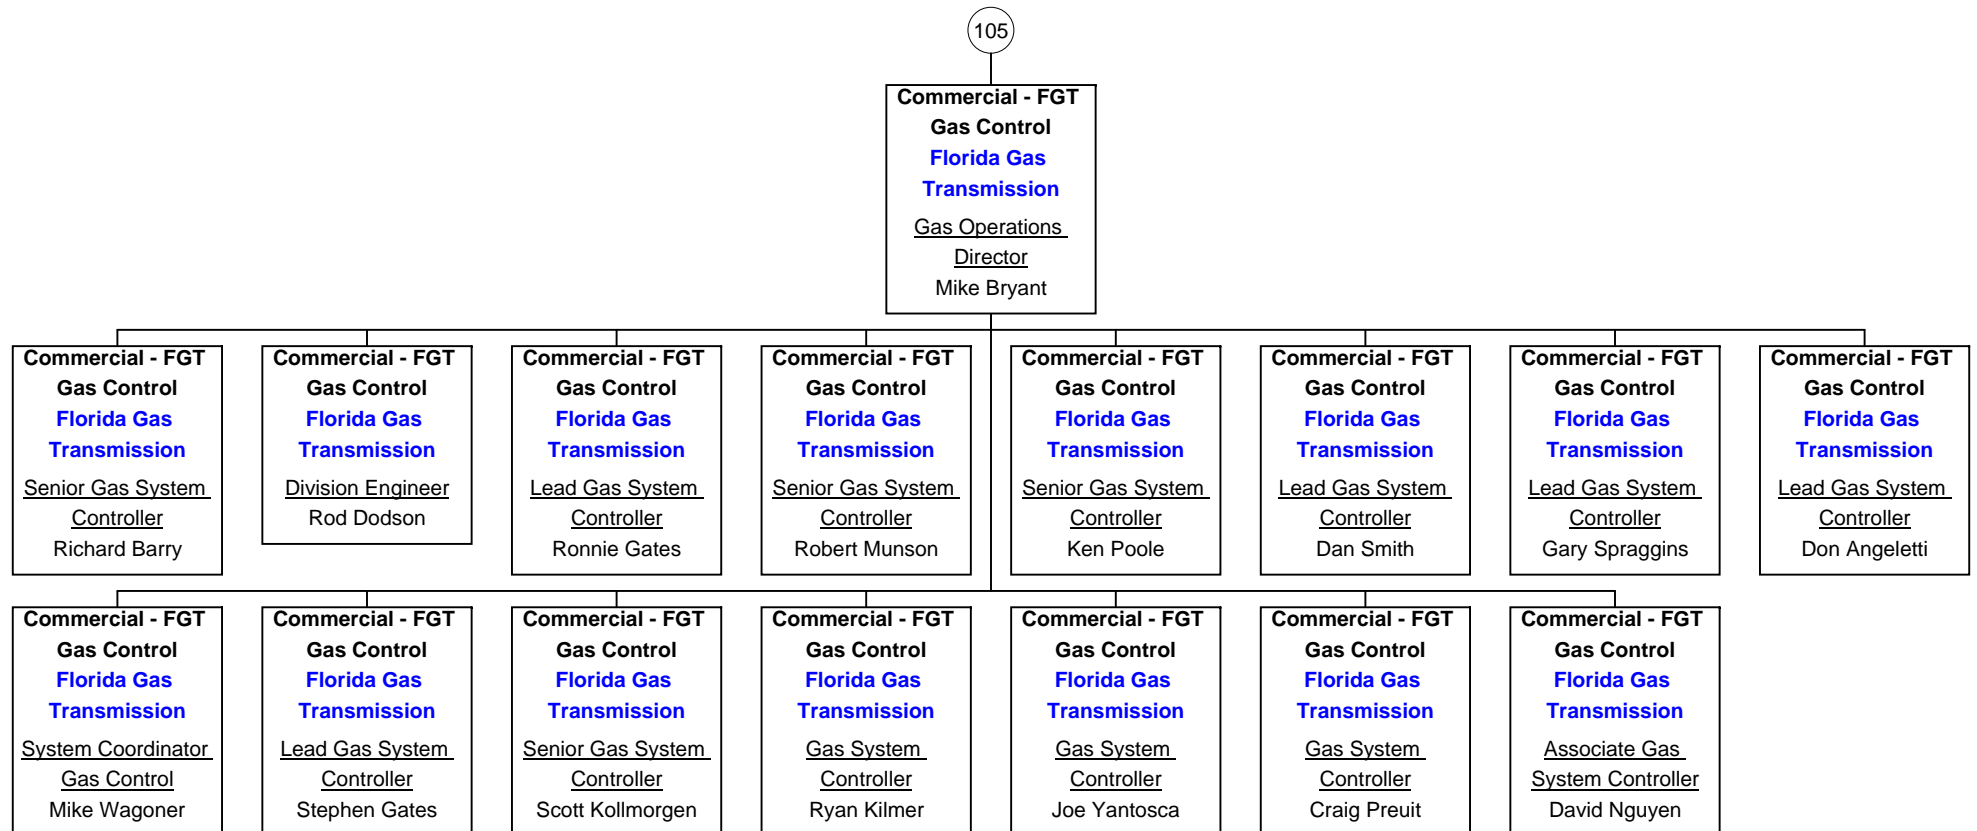 105
Commercial - FGT
Gas Control
Florida Gas
Transmission
Gas Operations
Director
Mike Bryant
Commercial - FGT
Gas Control
Florida Gas
Transmission
Senior Gas System
Controller
Richard Barry
Commercial - FGT
Gas Control
Florida Gas
Transmission
Division Engineer
Rod Dodson
Commercial - FGT
Gas Control
Florida Gas
Transmission
Lead Gas System
Controller
Ronnie Gates
Commercial - FGT
Gas Control
Florida Gas
Transmission
Senior Gas System
Controller
Robert Munson
Commercial - FGT
Gas Control
Florida Gas
Transmission
Senior Gas System
Controller
Ken Poole
Commercial - FGT
Gas Control
Florida Gas
Transmission
Lead Gas System
Controller
Dan Smith
Commercial - FGT
Gas Control
Florida Gas
Transmission
Lead Gas System
Controller
Gary Spraggins
Commercial - FGT
Gas Control
Florida Gas
Transmission
Lead Gas System
Controller
Don Angeletti
Commercial - FGT
Gas Control
Florida Gas
Transmission
System Coordinator
Gas Control
Mike Wagoner
Commercial - FGT
Gas Control
Florida Gas
Transmission
Lead Gas System
Controller
Stephen Gates
Commercial - FGT
Gas Control
Florida Gas
Transmission
Senior Gas System
Controller
Scott Kollmorgen
Commercial - FGT
Gas Control
Florida Gas
Transmission
Gas System
Controller
Ryan Kilmer
Commercial - FGT
Gas Control
Florida Gas
Transmission
Gas System
Controller
Joe Yantosca
Commercial - FGT
Gas Control
Florida Gas
Transmission
Gas System
Controller
Craig Preuit
Commercial - FGT
Gas Control
Florida Gas
Transmission
Associate Gas
System Controller
David Nguyen